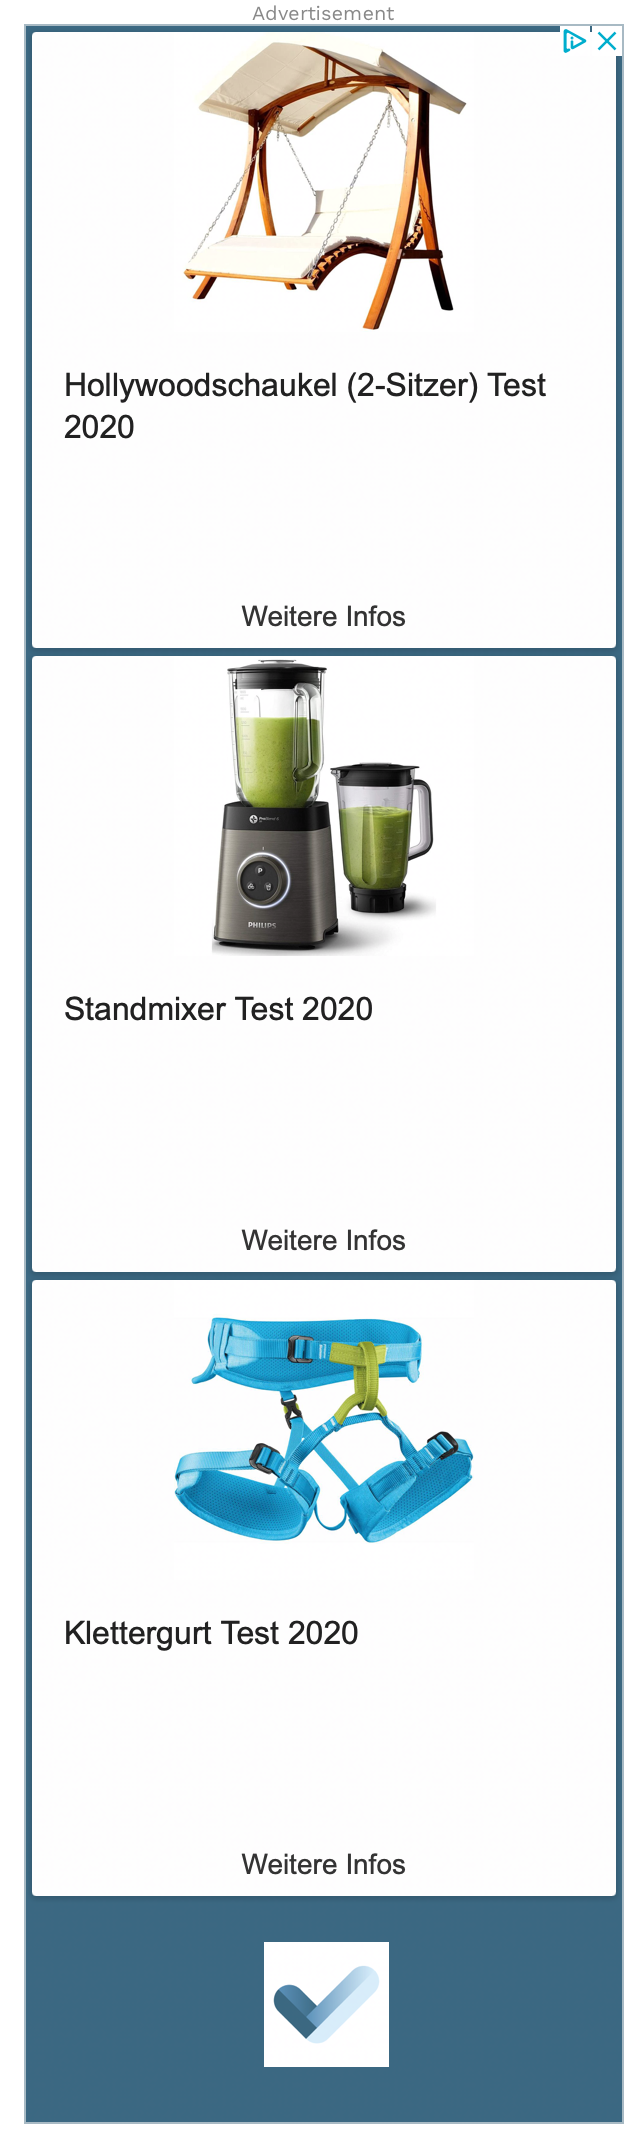 Advertisement
Hollywoodschaukel (2-Sitzer) Test
2020
Weitere Infos
P
PHILIPS
Standmixer Test 2020
Weitere Infos
Klettergurt Test 2020
Weitere Infos